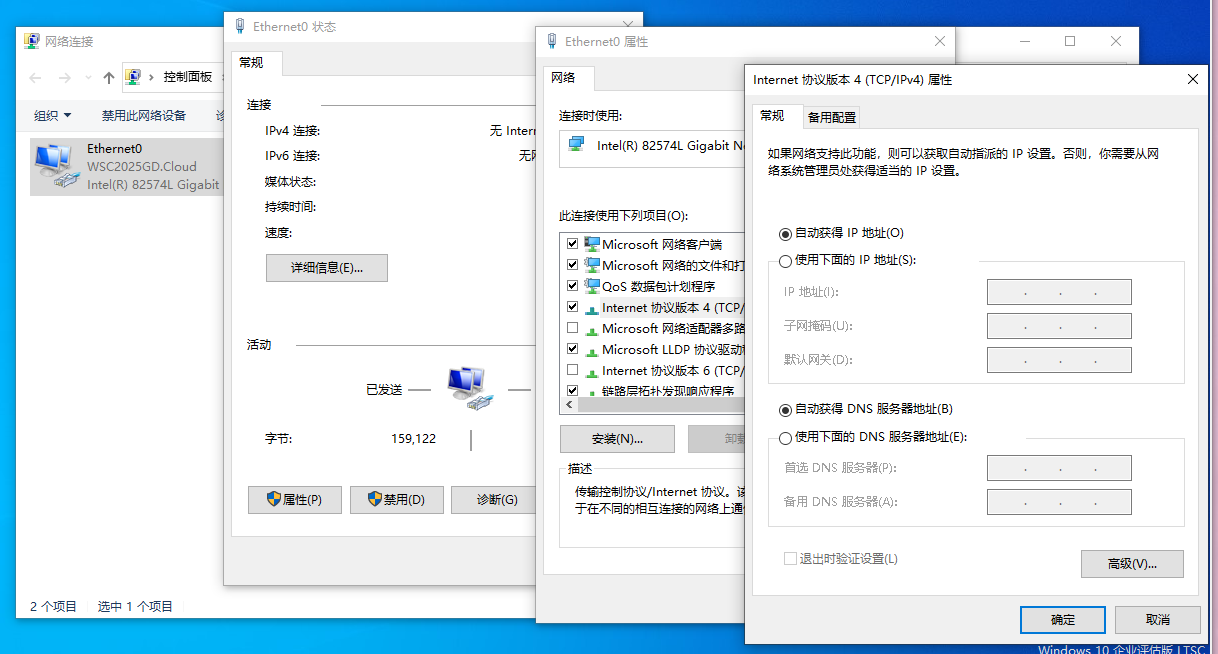 网络连接
控制面板
组织
禁用此网络设备
Ethernet0
WSC2025GD.Cloud
Intel(R) 82574L Gigabit
2 个项目
选中 1 个项目
Ethernet0 状态
常规
连接
IPv4 连接:
无 Intern
IPv6 连接:
无
媒体状态:
持续时间:
速度:
详细信息(E)...
活动
已发送
字节:
159,122
属性(P)
禁用(D)
诊断(G)
Ethernet0 属性
网络
连接时使用:
Intel(R) 82574L Gigabit Ne
此连接使用下列项目(O):
Microsoft 网络客户端
Microsoft 网络的文件和打
QoS 数据包计划程序
Internet 协议版本 4 (TCP/
Microsoft 网络适配器多路
Microsoft LLDP 协议驱动
Internet 协议版本 6 (TCP/
链路层拓扑发现响应程序
安装(N)...
卸载
描述
传输控制协议/Internet 协议。该
于在不同的相互连接的网络上通
Internet 协议版本 4 (TCP/IPv4) 属性
常规
备用配置
如果网络支持此功能，则可以获取自动指派的 IP 设置。否则，你需要从网
络系统管理员处获得适当的 IP 设置。
自动获得 IP 地址(O)
使用下面的 IP 地址(S):
IP 地址(I):
子网掩码(U):
默认网关(D):
自动获得 DNS 服务器地址(B)
使用下面的 DNS 服务器地址(E):
首选 DNS 服务器(P):
备用 DNS 服务器(A):
退出时验证设置(L)
高级(V)...
确定
取消
Windows 10 企业评估版 LTSC